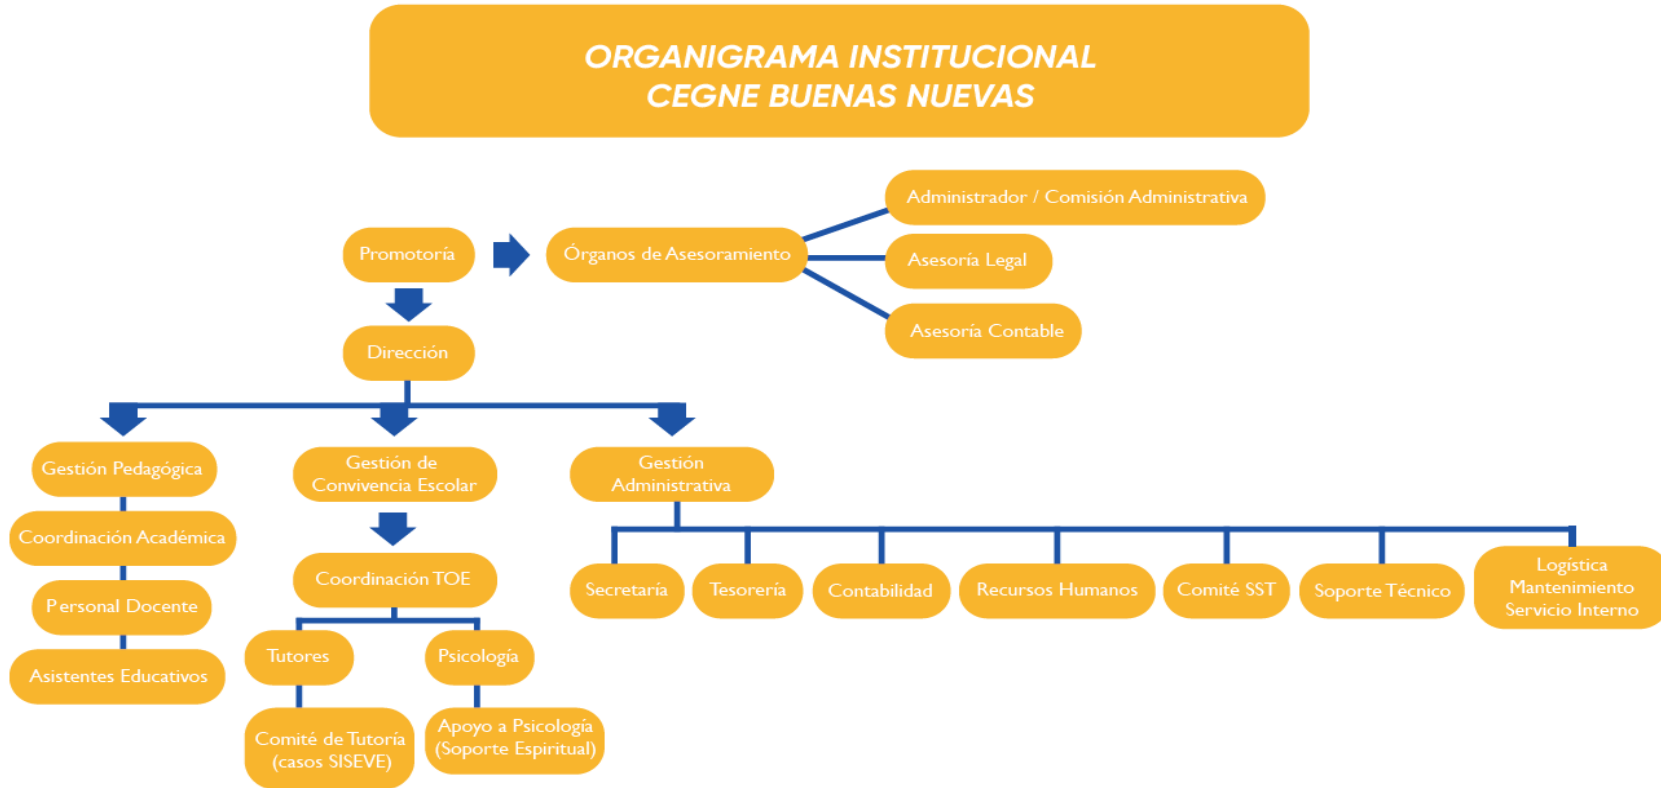 ORGANIGRAMA INSTITUCIONAL
CEGNE BUENAS NUEVAS
Promotoría
Órganos de Asesoramiento
Administrador / Comisión Administrativa
Asesoría Legal
Asesoría Contable
Dirección
Gestión Pedagógica
Coordinación Académica
Personal Docente
Asistentes Educativos
Gestión de
Convivencia Escolar
Coordinación TOE
Tutores
Comité de Tutoría
(casos SISEVE)
Psicología
Apoyo a Psicología
(Soporte Espiritual)
Gestión
Administrativa
Secretaría
Tesorería
Contabilidad
Recursos Humanos
Comité SST
Soporte Técnico
Logística
Mantenimiento
Servicio Interno